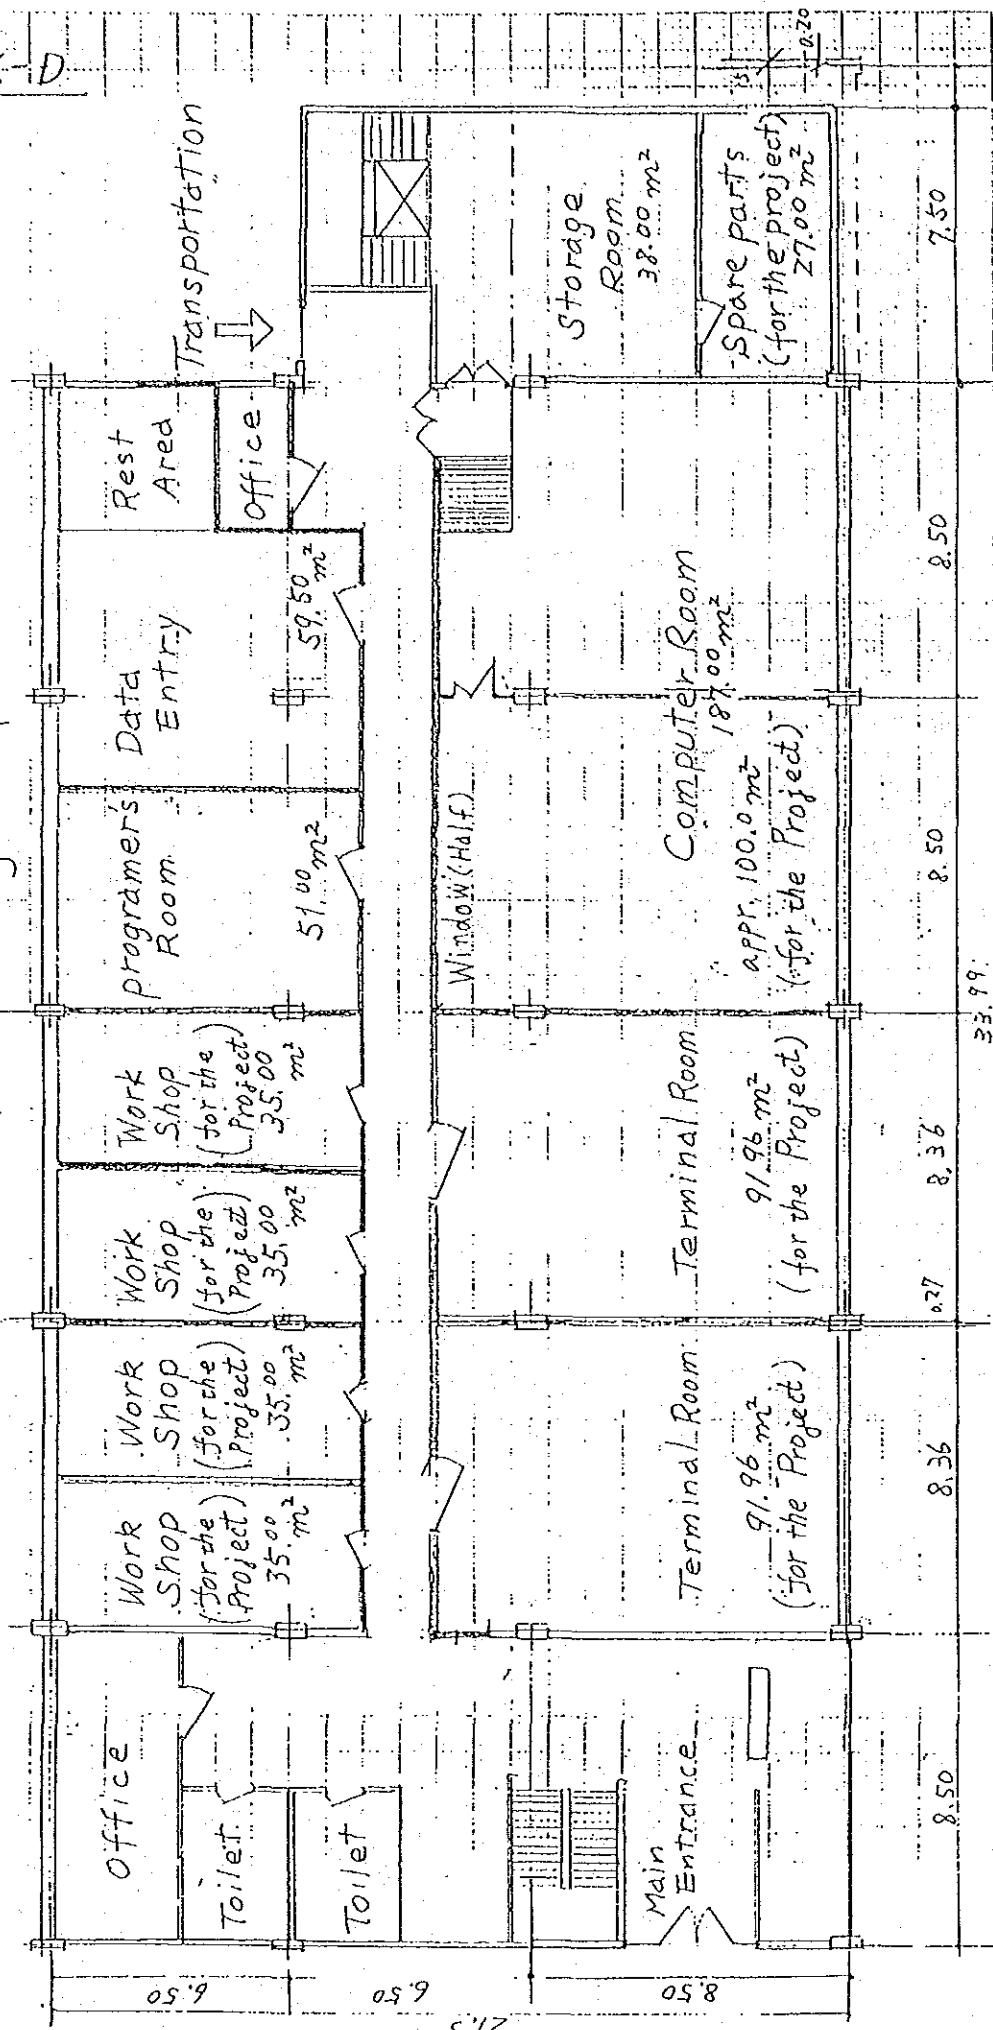 D
Transportation
Office
Toilet
Toilet
Main
Entrance
Work
Shop
(for the
Project)
35.00
m²
Work
Shop
(for the)
(Project)
35.00
m²
Work
Shop
(for the)
(Project)
35.00
m²
Work
Shop
(for the)
(Project)
35.00
m²
programer's
Room
51.00 m²
Data
Entry
59.50 m²
Rest
Area
Office
Window (Half)
Terminal Room
91.96 m²
(for the Project)
Terminal Room
91.96 m²
(for the Project)
Computer Room
187.00 m²
appr. 100.0 m²
(for the Project)
Storage
Room
38.00 m²
Spare parts
(for the project)
27.00 m²
6.50
6.50
8.50
21.5
8.50
8.36
0.27
8.36
8.50
8.50
7.50
33.99
0.20